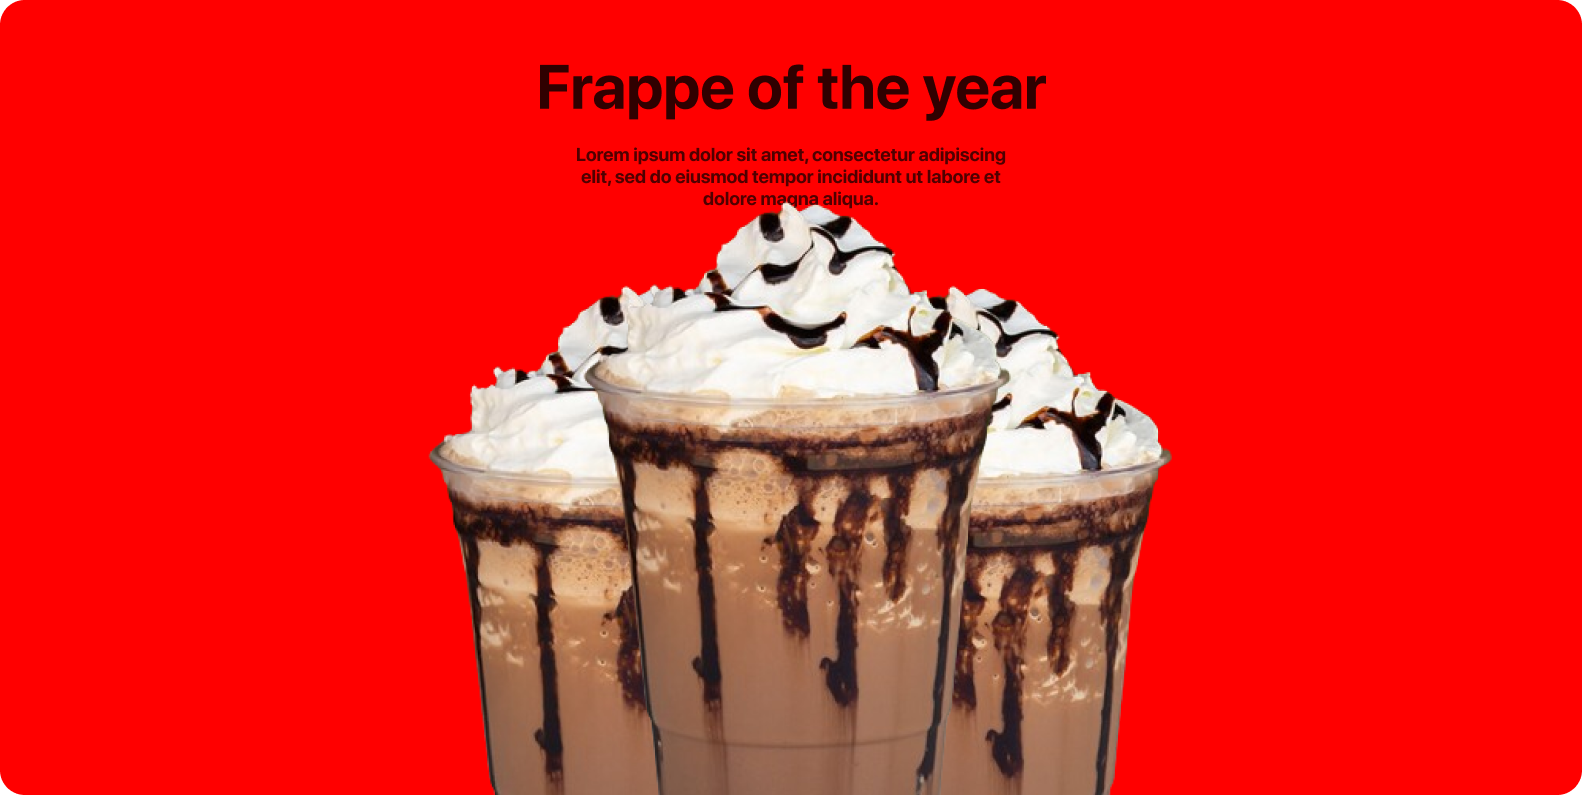 Frappe of the year
Lorem ipsum dolor sit amet, consectetur adipiscing
elit, sed do eiusmod tempor incididunt ut labore et
dolore magna aliqua.